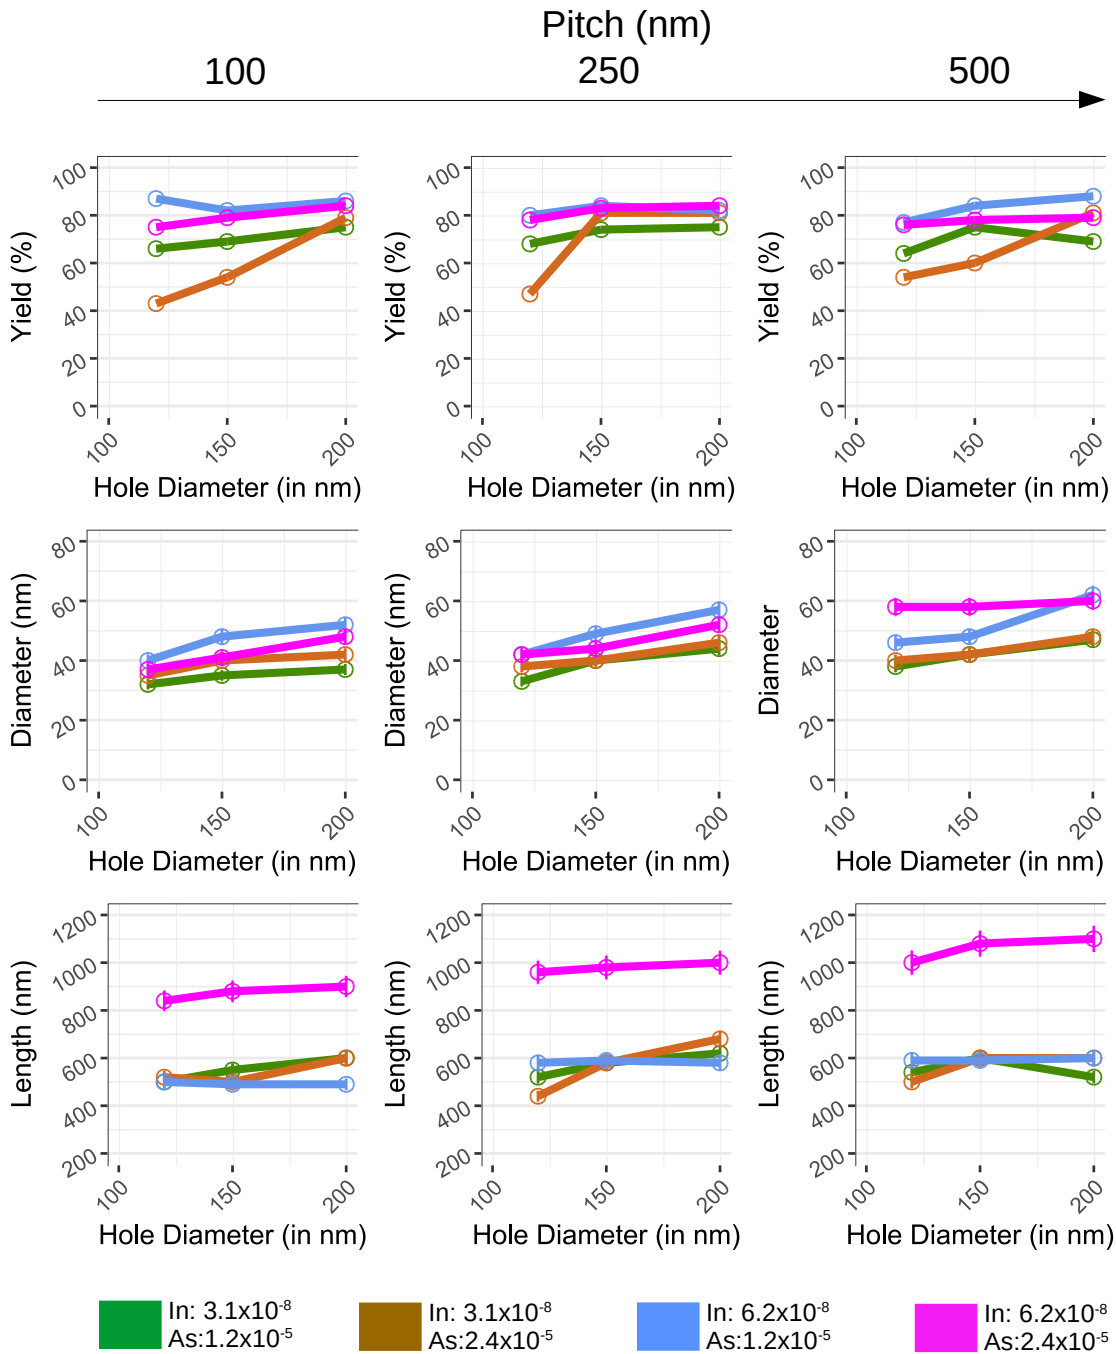 Pitch (nm)
100 250 500
100
80
60
40
20
0
Yield (%)
100 150 200
Hole Diameter (in nm)
100
80
60
40
20
0
Yield (%)
100 150 200
Hole Diameter (in nm)
100
80
60
40
20
0
Yield (%)
100 150 200
Hole Diameter (in nm)
80
60
40
20
0
Diameter (nm)
100 150 200
Hole Diameter (in nm)
80
60
40
20
0
Diameter (nm)
100 150 200
Hole Diameter (in nm)
80
60
40
20
0
Diameter
100 150 200
Hole Diameter (in nm)
1200
1000
800
600
400
200
Length (nm)
100 150 200
Hole Diameter (in nm)
1200
1000
800
600
400
200
Length (nm)
100 150 200
Hole Diameter (in nm)
1200
1000
800
600
400
200
Length (nm)
100 150 200
Hole Diameter (in nm)
In: 3.1x10⁻⁸
As:1.2x10⁻⁵
In: 3.1x10⁻⁸
As:2.4x10⁻⁵
In: 6.2x10⁻⁸
As:1.2x10⁻⁵
In: 6.2x10⁻⁸
As:2.4x10⁻⁵